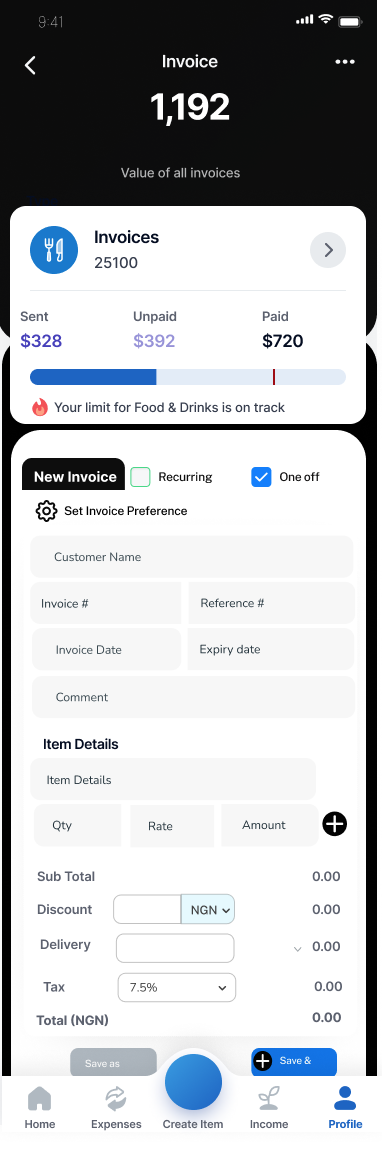 9:41
Invoice
1,192
Value of all invoices
Invoices
25100
Sent Unpaid Paid
$328 $392 $720
Your limit for Food & Drinks is on track
New Invoice Recurring One off
Set Invoice Preference
Customer Name
Invoice # Reference #
Invoice Date Expiry date
Comment
Item Details
Item Details
Qty Rate Amount
Sub Total 0.00
Discount NGN 0.00
Delivery 0.00
Tax 7.5% 0.00
Total (NGN) 0.00
Save as Save &
Home Expenses Create Item Income Profile